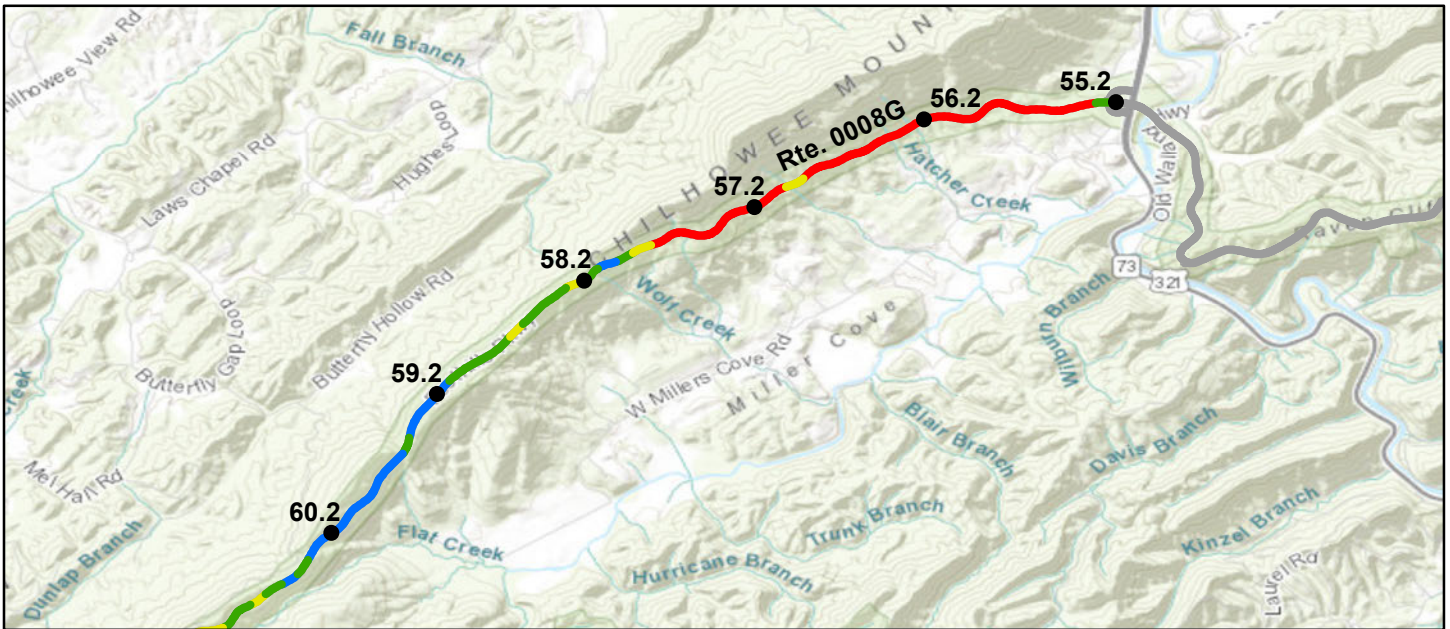 hilhowee View Rd
Fall Branch
CHILHOWEE MOUN
55.2
56.2
Rte. 0008G
Hughes Loop
Laws Chapel Rd
Hatcher Creek
Old Walland Hwy
57.2
58.2
Wolf Creek
73
321
Butterfly Hollow Rd
Butterfly Gap Loop
Creek
59.2
W Millers Cove Rd
Miller Cove
Wilburn Branch
Blair Branch
Davis Branch
Mel Hall Rd
60.2
Flat Creek
Trunk Branch
Kinzel Branch
Dunlap Branch
Hurricane Branch
Laurel Rd